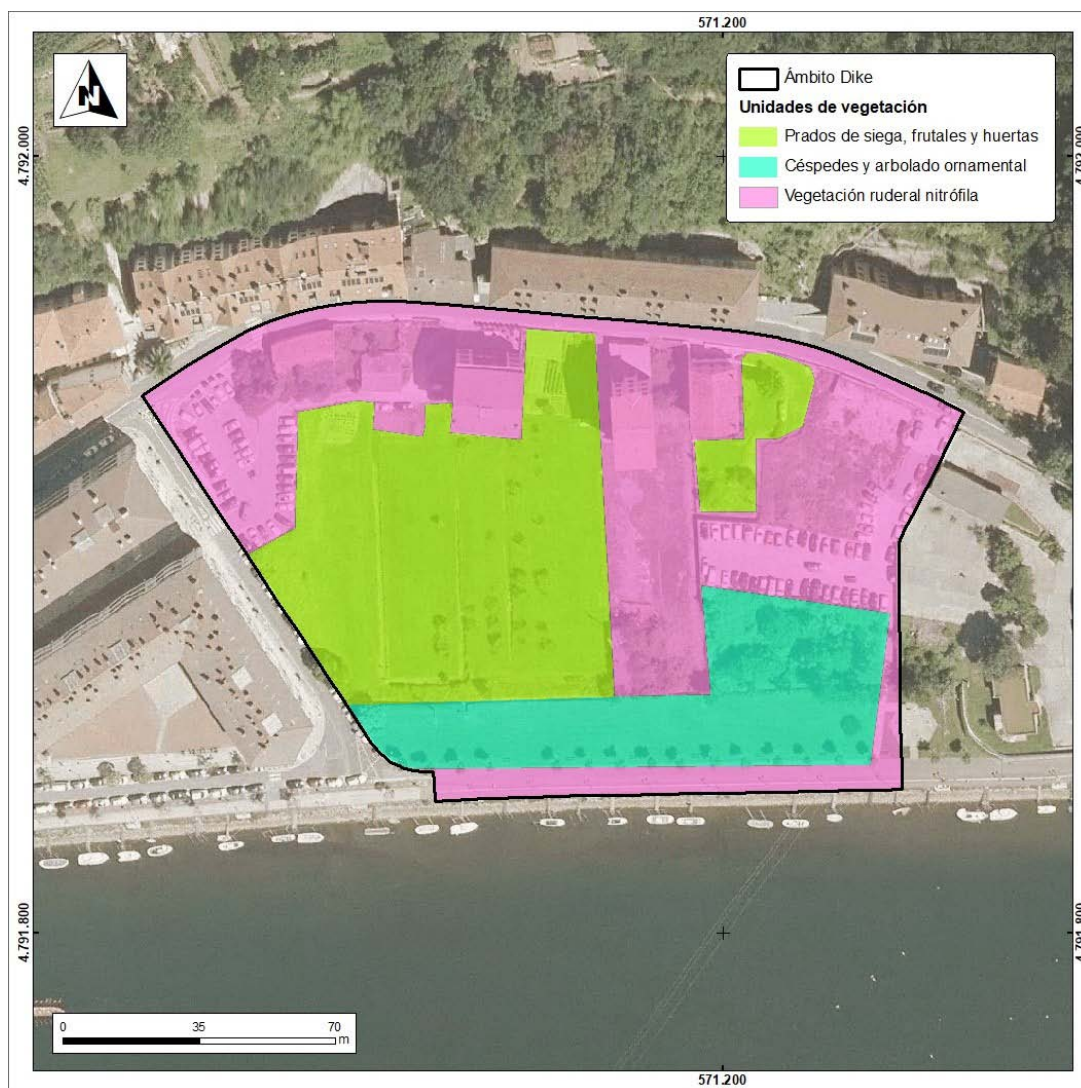 571.200
N
Ámbito Dike
Unidades de vegetación
Prados de siega, frutales y huertas
Céspedes y arbolado ornamental
Vegetación ruderal nitrófila
4.792.000
4.792.000
4.791.800
4.791.800
0 35 70
m
571.200